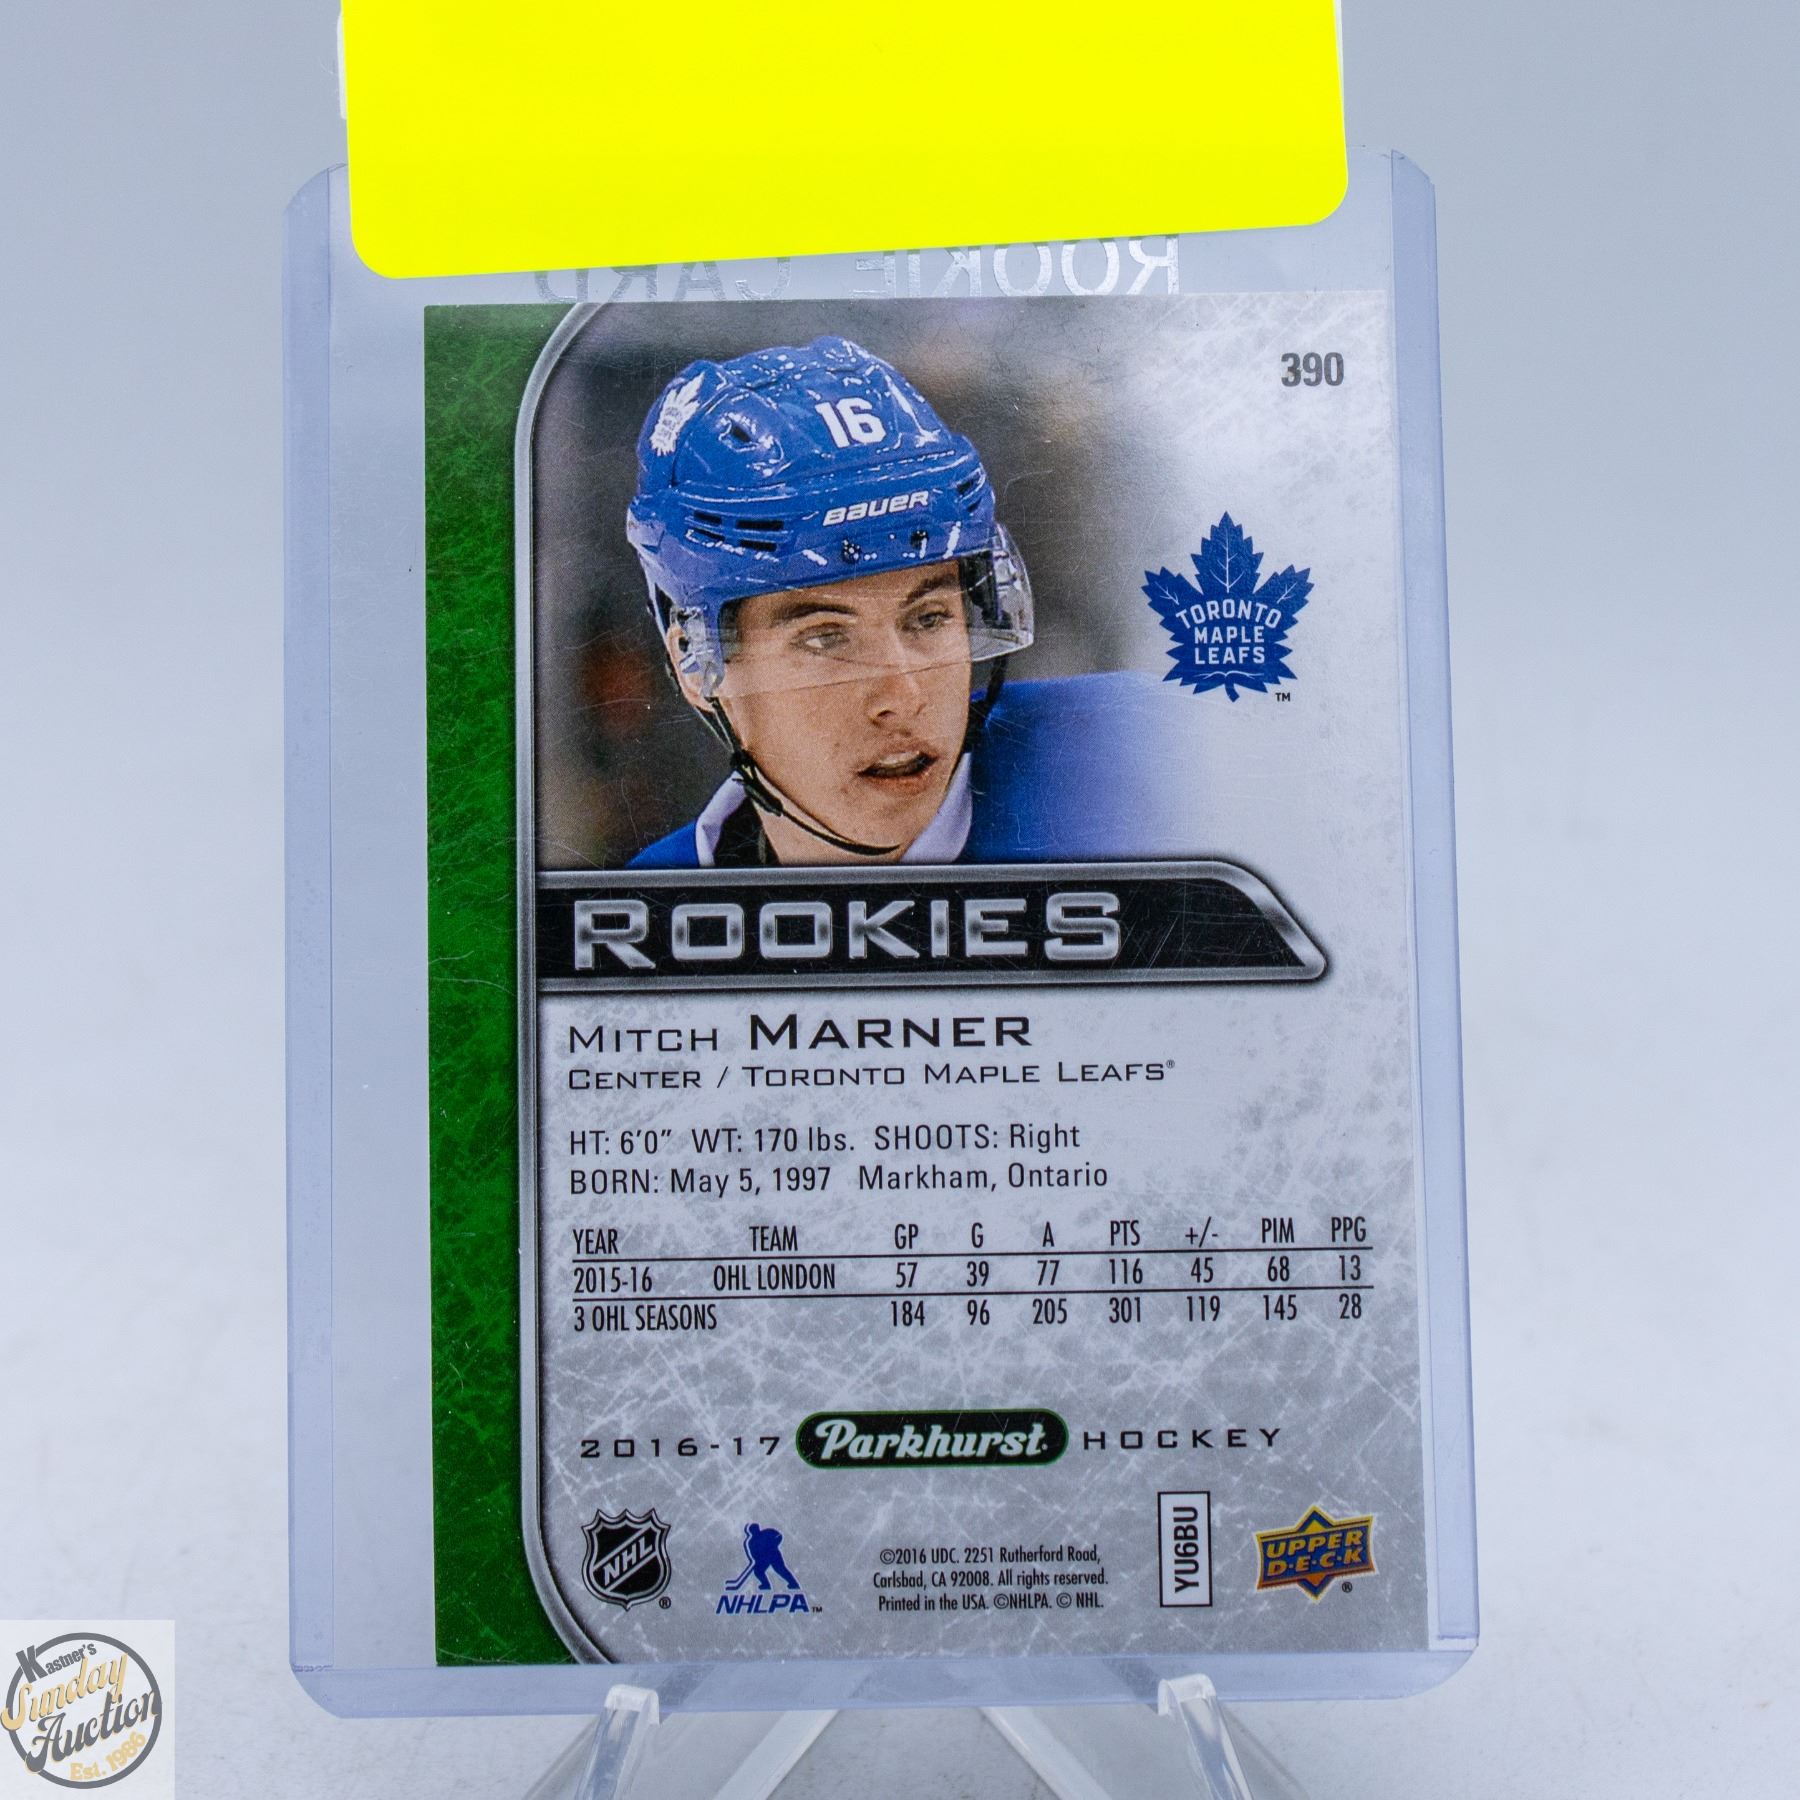 ROOKIE CARD
390
16
BAUER
TORONTO
MAPLE
LEAFS
TM
ROOKIES
MITCH MARNER
CENTER / TORONTO MAPLE LEAFS®
HT: 6'0" WT: 170 lbs. SHOOTS: Right
BORN: May 5, 1997 Markham, Ontario
YEAR TEAM GP G A PTS +/- PIM PPG
2015-16 OHL LONDON 57 39 77 116 45 68 13
3 OHL SEASONS 184 96 205 301 119 145 28
2016-17 Parkhurst HOCKEY
NHL ®
NHLPA TM
©2016 UDC. 2251 Rutherford Road,
Carlsbad, CA 92008. All rights reserved.
Printed in the USA. ©NHLPA. © NHL.
YU6BU
UPPER
D·E·C·K ®
Kastner's
Sunday
Auction
Est. 1986